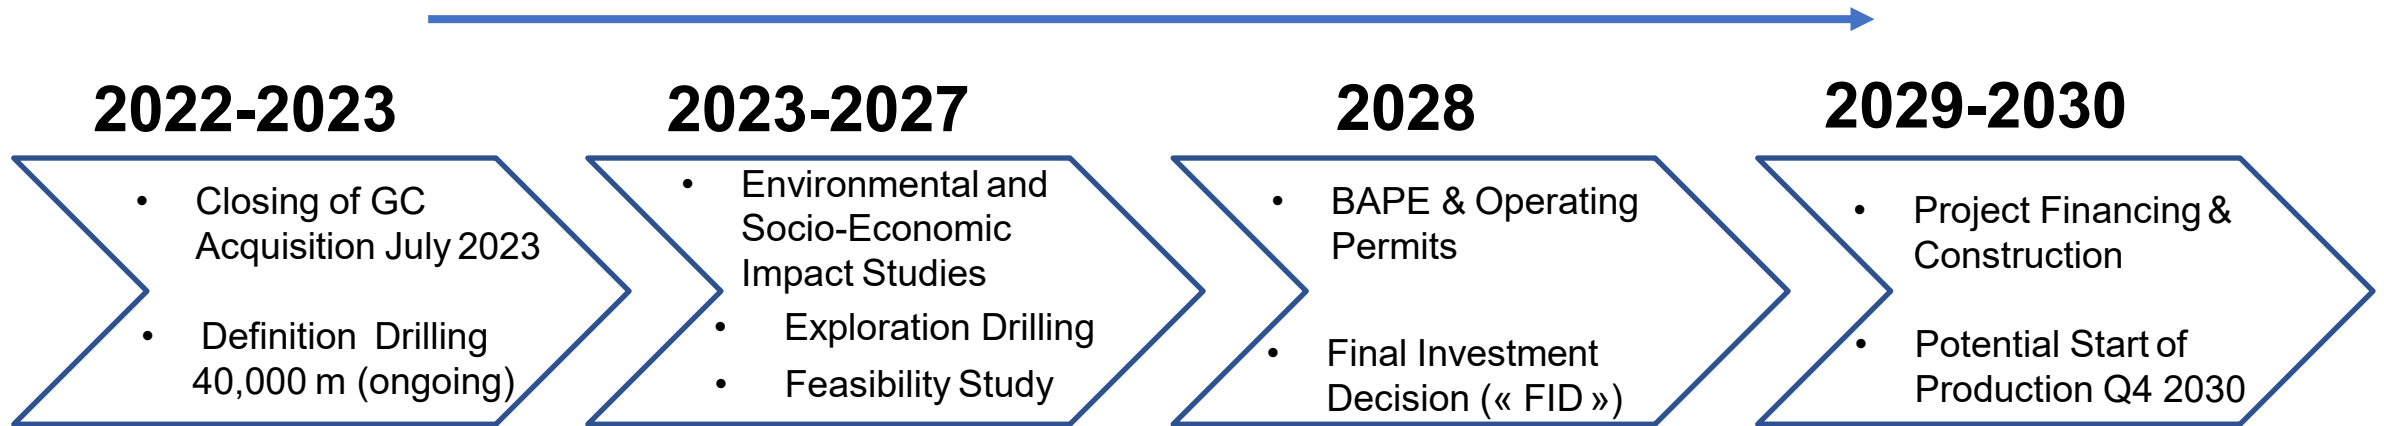 2022-2023
• Closing of GC
Acquisition July 2023
• Definition Drilling
40,000 m (ongoing)
2023-2027
• Environmental and
Socio-Economic
Impact Studies
• Exploration Drilling
• Feasibility Study
2028
• BAPE & Operating
Permits
• Final Investment
Decision (« FID »)
2029-2030
• Project Financing &
Construction
• Potential Start of
Production Q4 2030